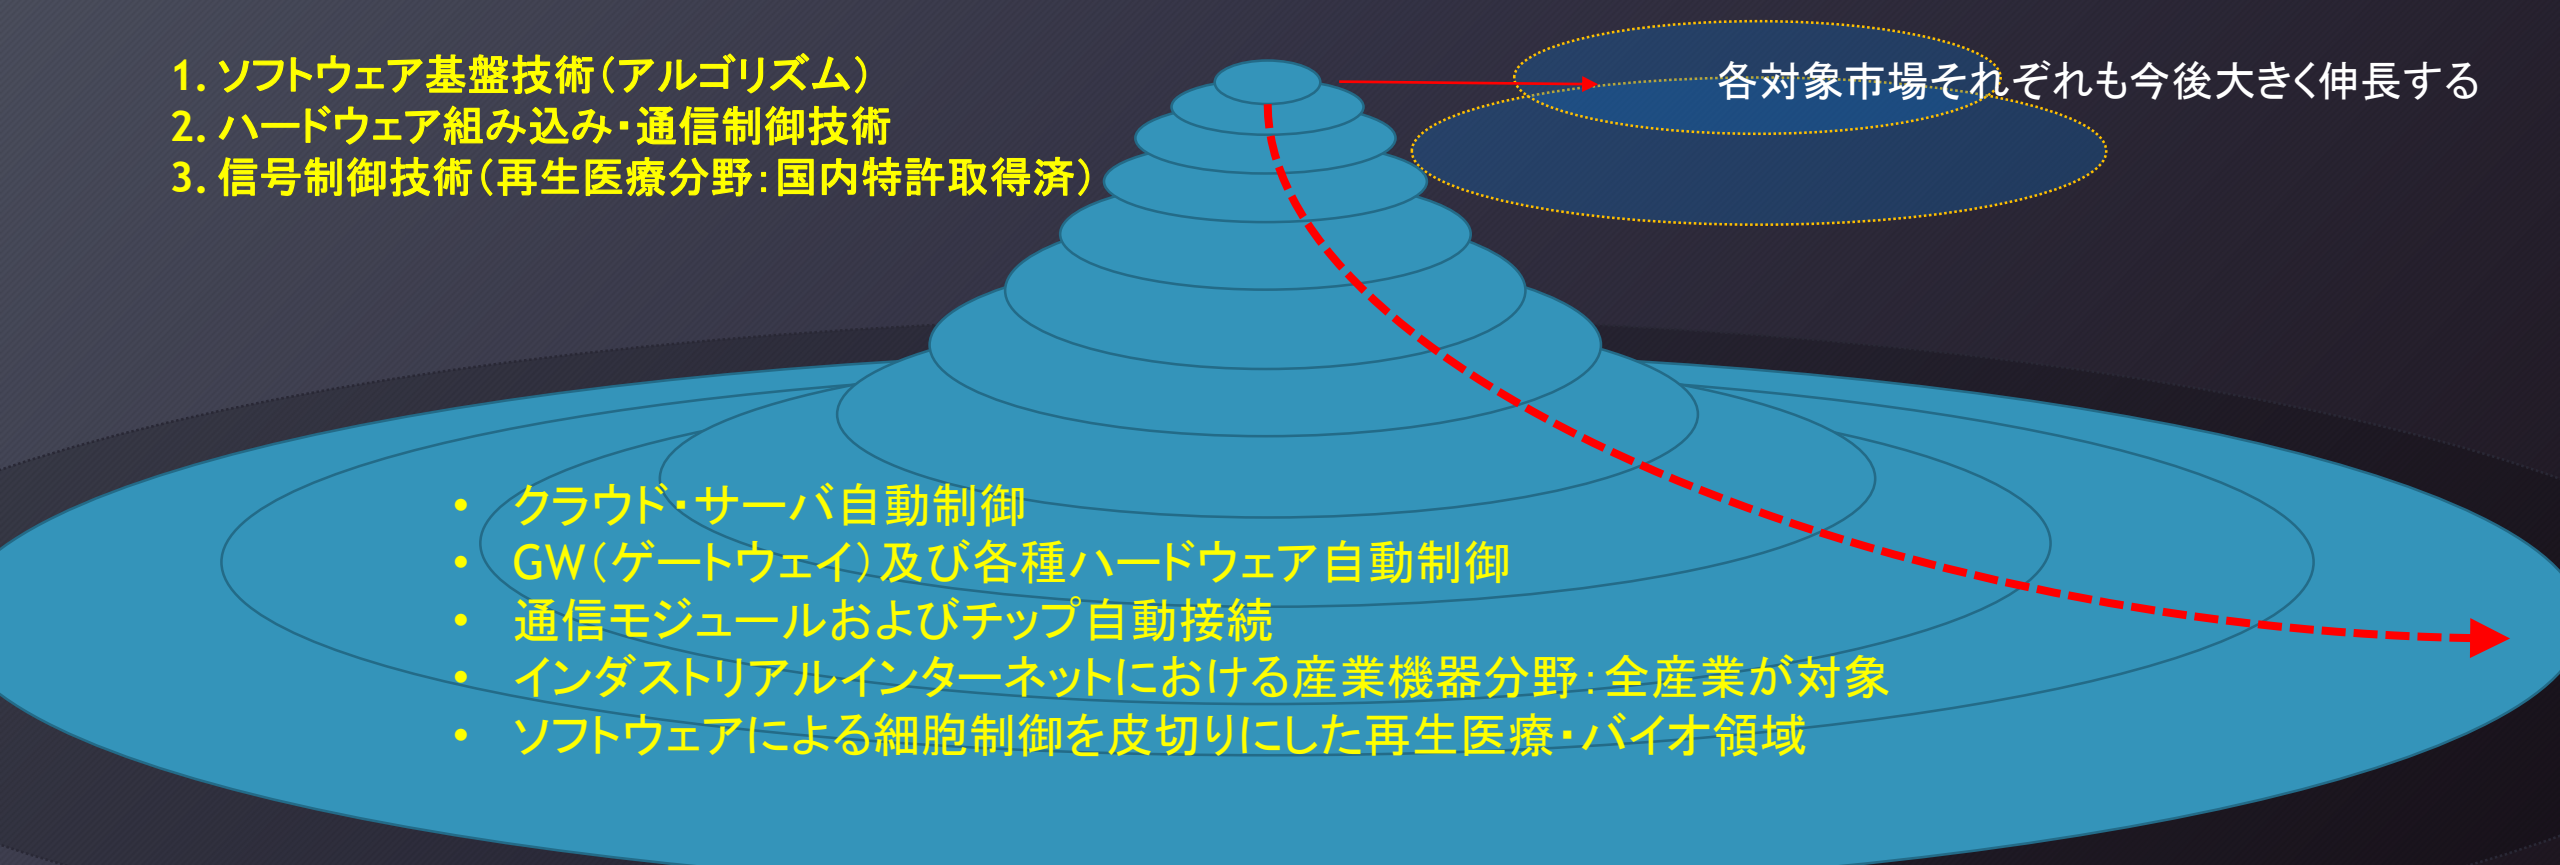 1. ソフトウェア基盤技術（アルゴリズム）
2. ハードウェア組み込み・通信制御技術
3. 信号制御技術（再生医療分野：国内特許取得済）
各対象市場それぞれも今後大きく伸長する
• クラウド・サーバ自動制御
• GW（ゲートウェイ）及び各種ハードウェア自動制御
• 通信モジュールおよびチップ自動接続
• インダストリアルインターネットにおける産業機器分野：全産業が対象
• ソフトウェアによる細胞制御を皮切りにした再生医療・バイオ領域